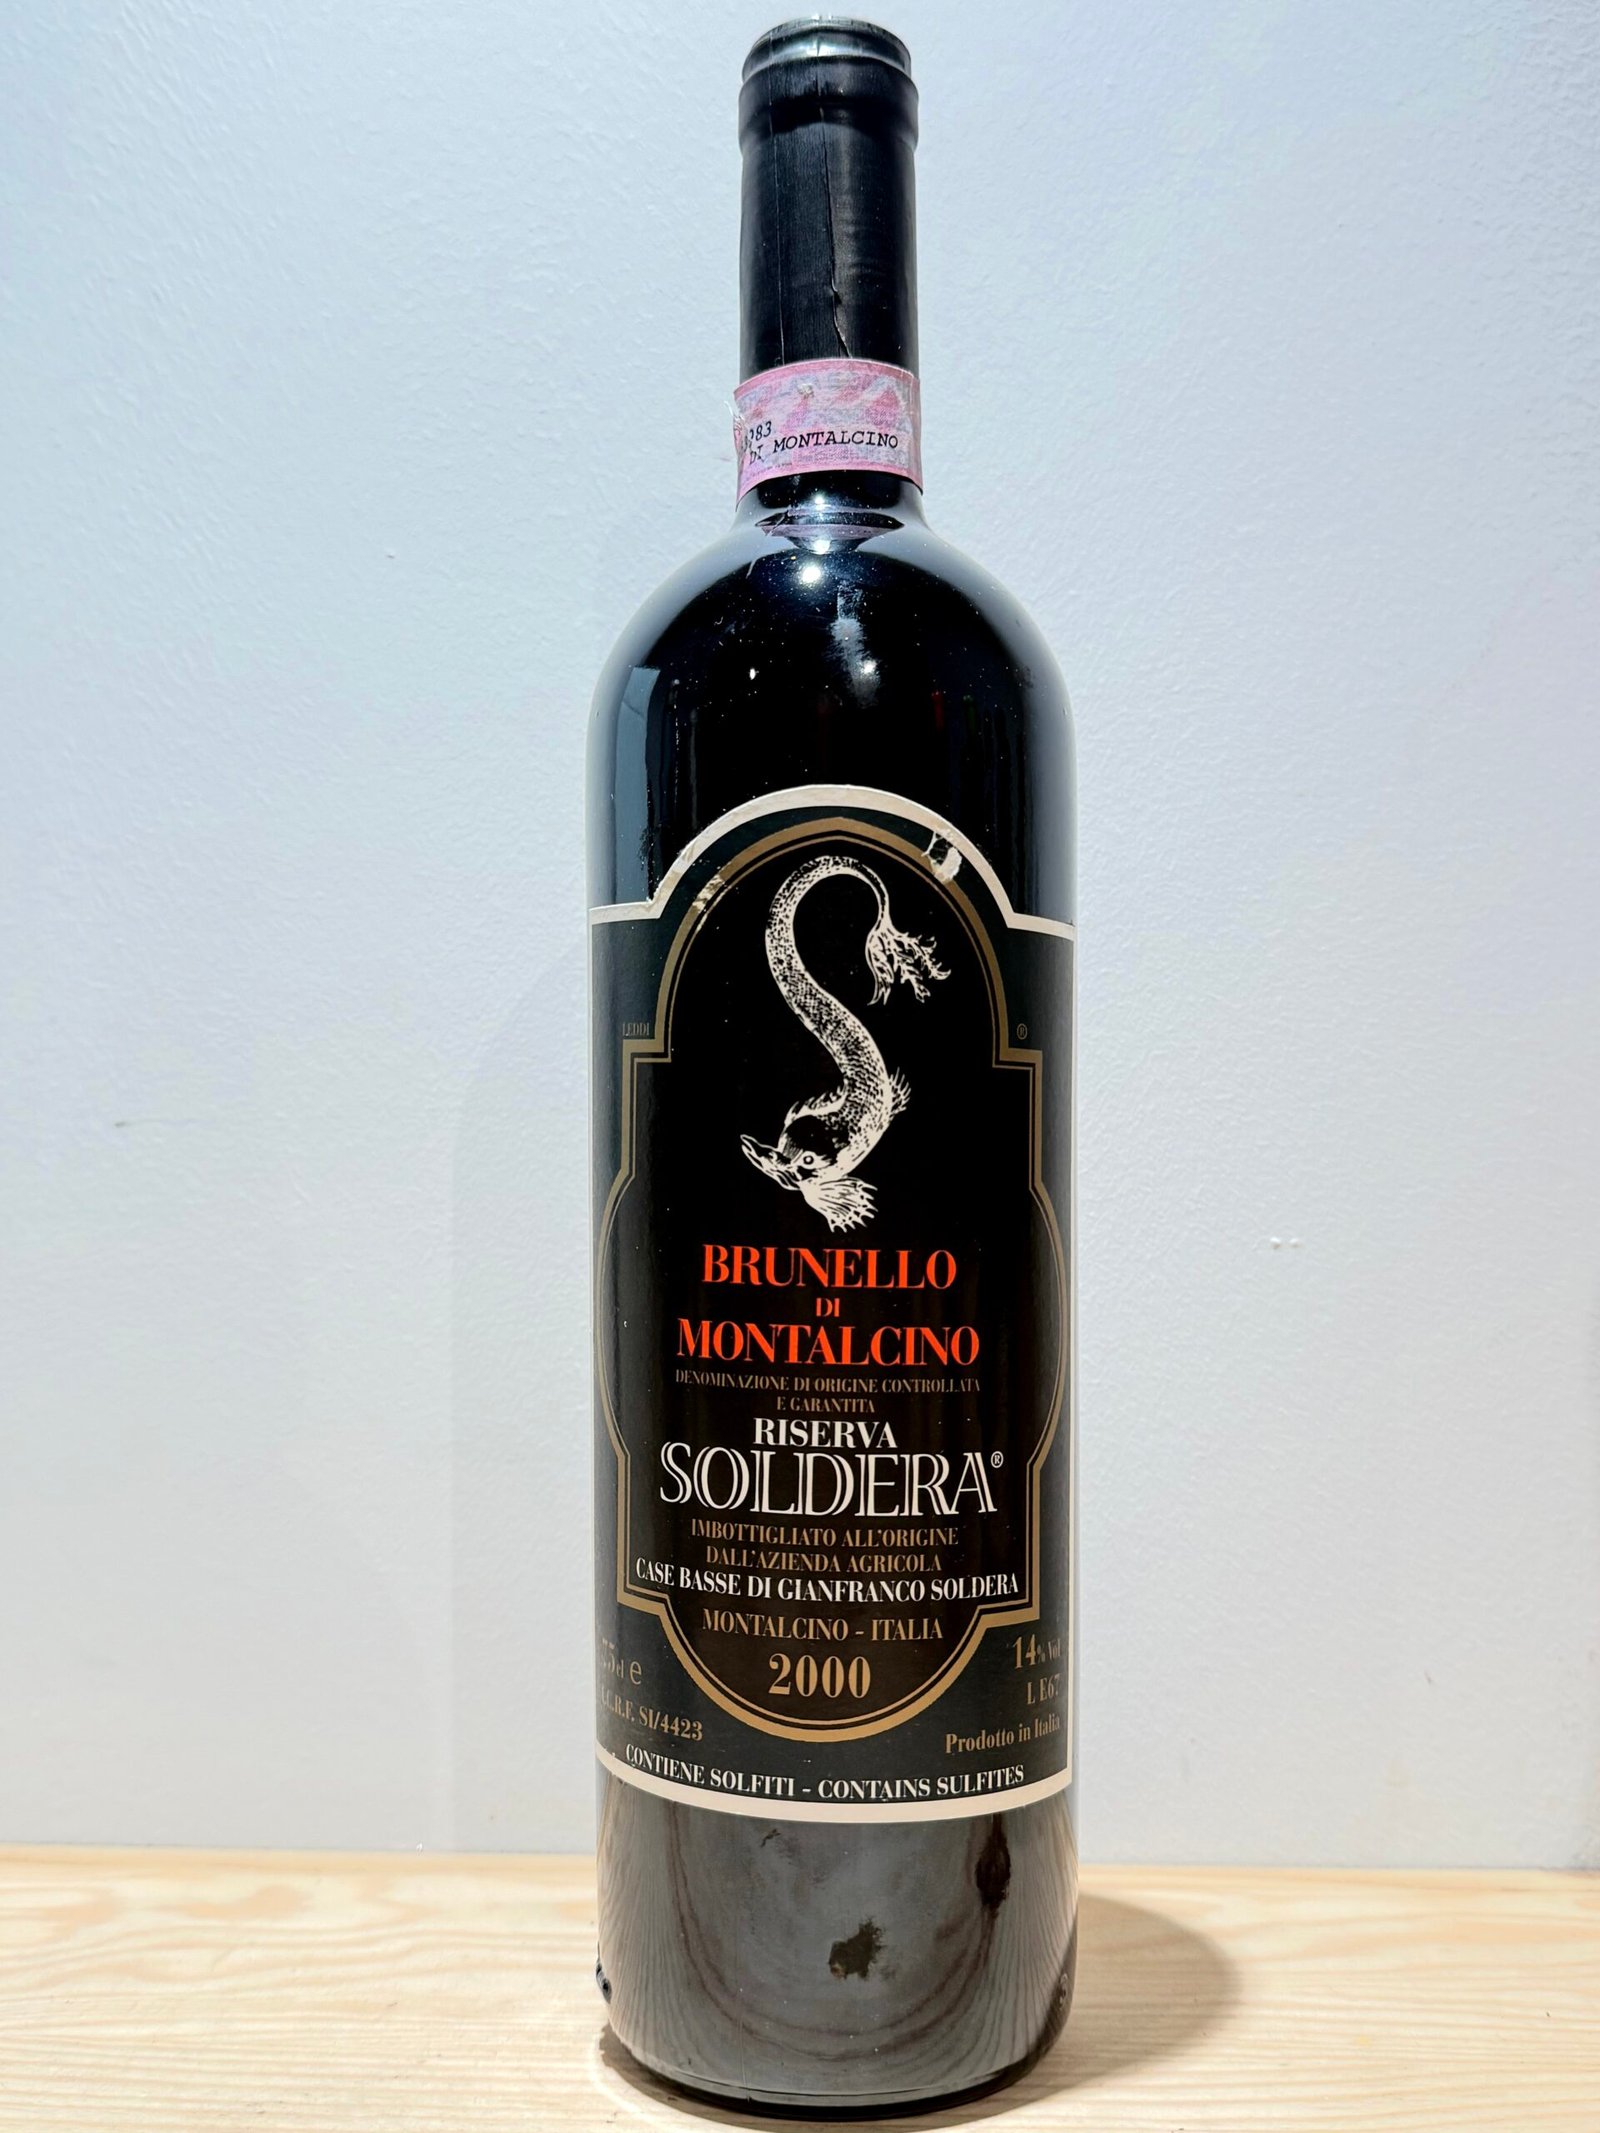 DI MONTALCINO
LEDDI
®
BRUNELLO
DI
MONTALCINO
DENOMINAZIONE DI ORIGINE CONTROLLATA
E GARANTITA
RISERVA
SOLDERA®
IMBOTTIGLIATO ALL'ORIGINE
DALL'AZIENDA AGRICOLA
CASE BASSE DI GIANFRANCO SOLDERA
MONTALCINO - ITALIA
2000
cl e
SI/4423
14% Vol
L E67
Prodotto in Italia
CONTIENE SOLFITI - CONTAINS SULFITES